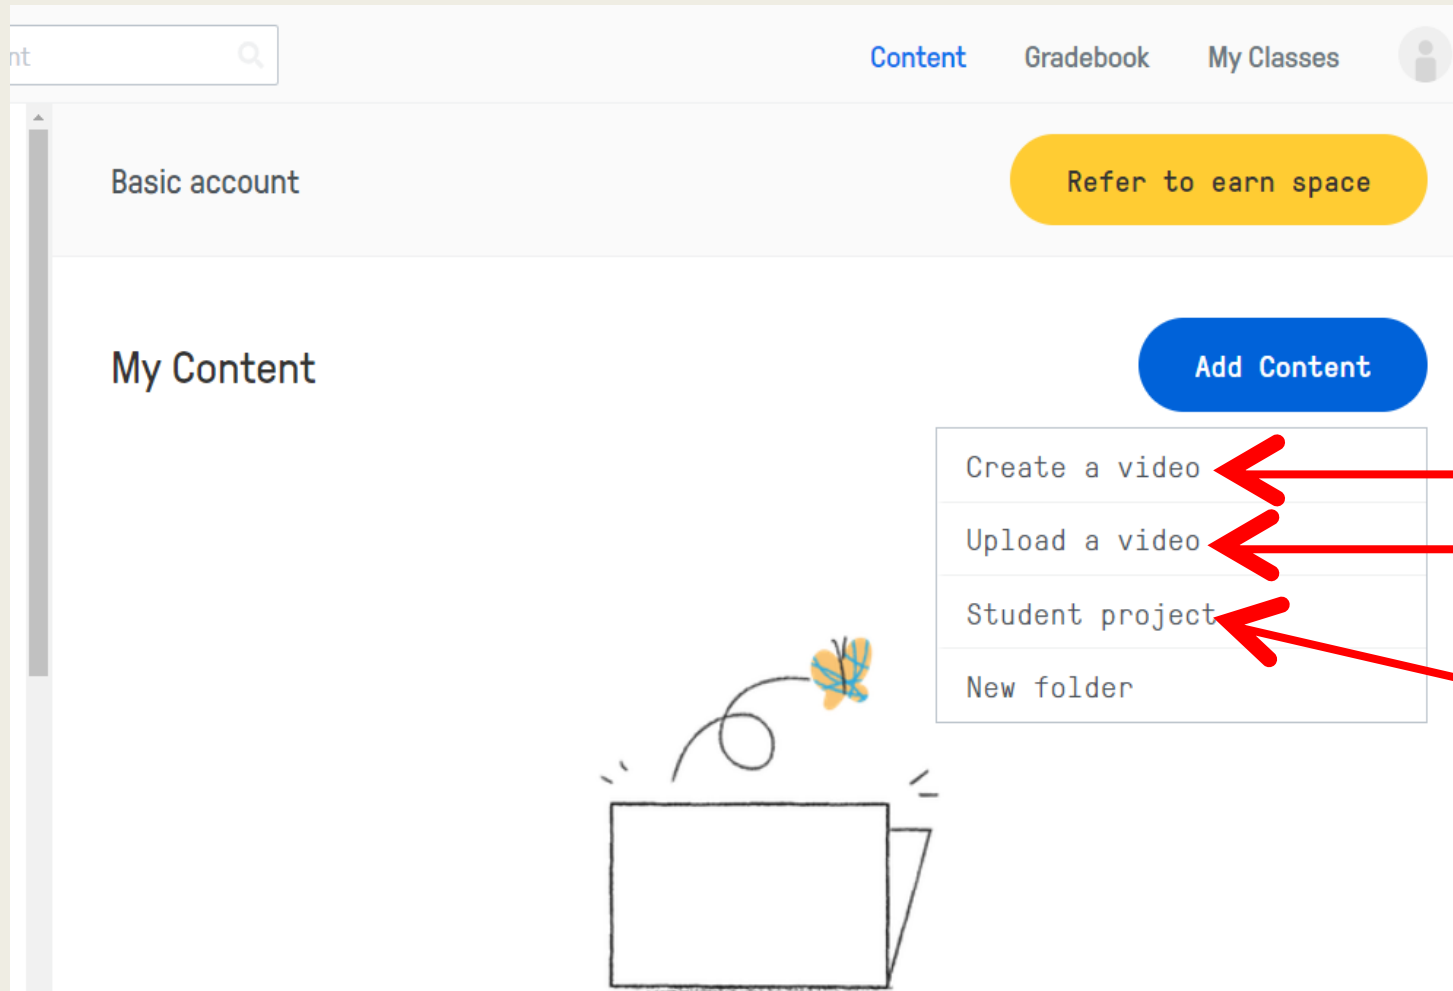 nt
Content Gradebook My Classes
Basic account
Refer to earn space
My Content
Add Content
Create a video
Upload a video
Student project
New folder